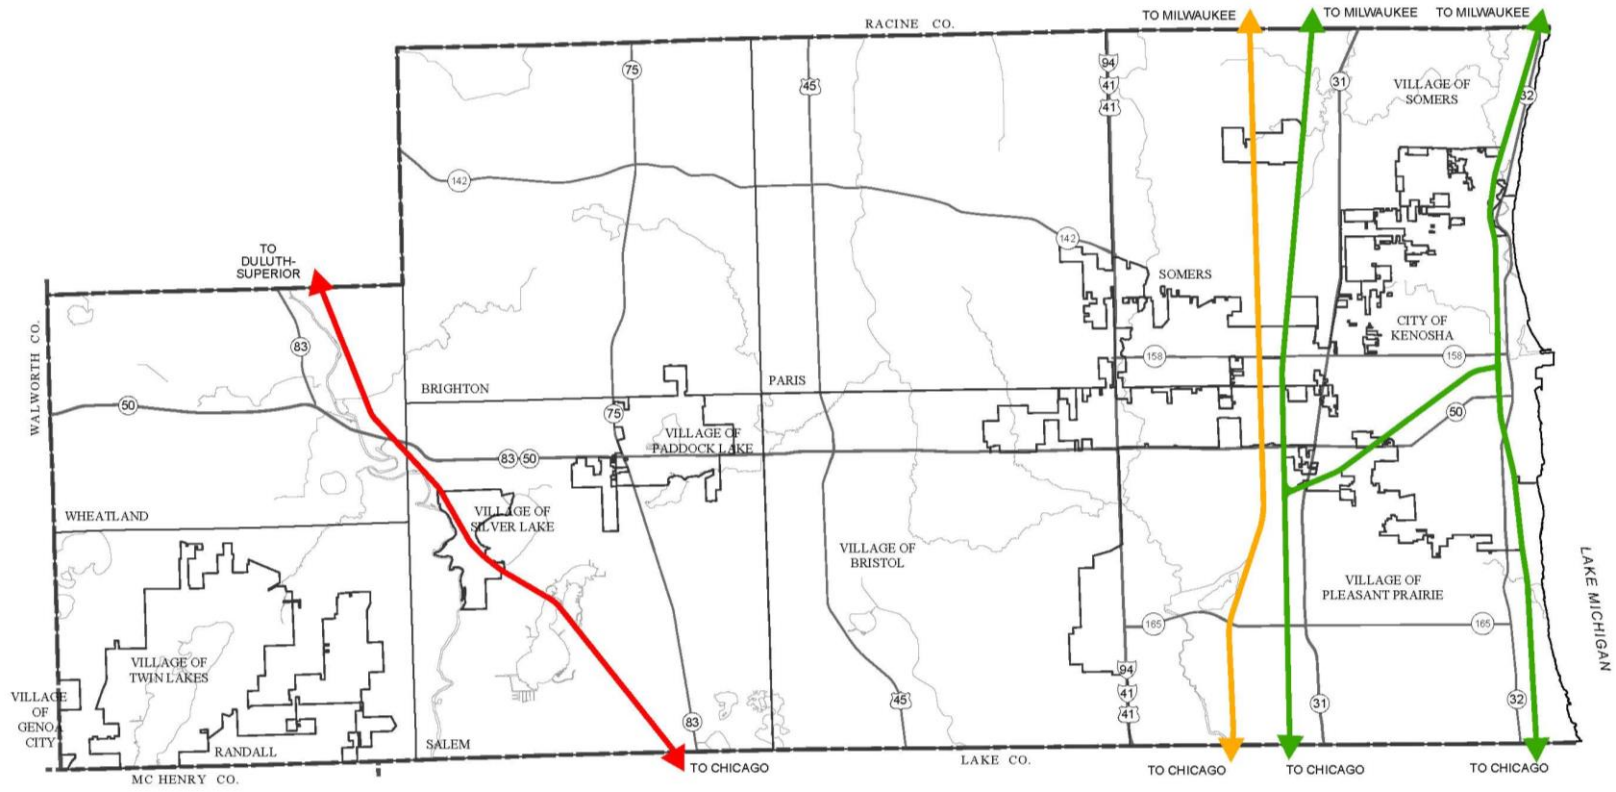 TO MILWAUKEE
TO MILWAUKEE
TO MILWAUKEE
RACINE CO.
94
41
41
75
45
31
32
VILLAGE OF
SOMERS
142
142
TO
DULUTH-
SUPERIOR
SOMERS
WALWORTH CO.
83
CITY OF
KENOSHA
158
158
BRIGHTON
PARIS
50
75
50
VILLAGE OF
PADDOCK LAKE
83 50
WHEATLAND
VILLAGE OF
SILVER LAKE
VILLAGE OF
BRISTOL
VILLAGE OF
PLEASANT PRAIRIE
LAKE MICHIGAN
165
165
VILLAGE OF
TWIN LAKES
94
41
41
VILLAGE
OF
GENOA
CITY
45
31
32
83
RANDALL
SALEM
LAKE CO.
MC HENRY CO.
TO CHICAGO
TO CHICAGO
TO CHICAGO
TO CHICAGO